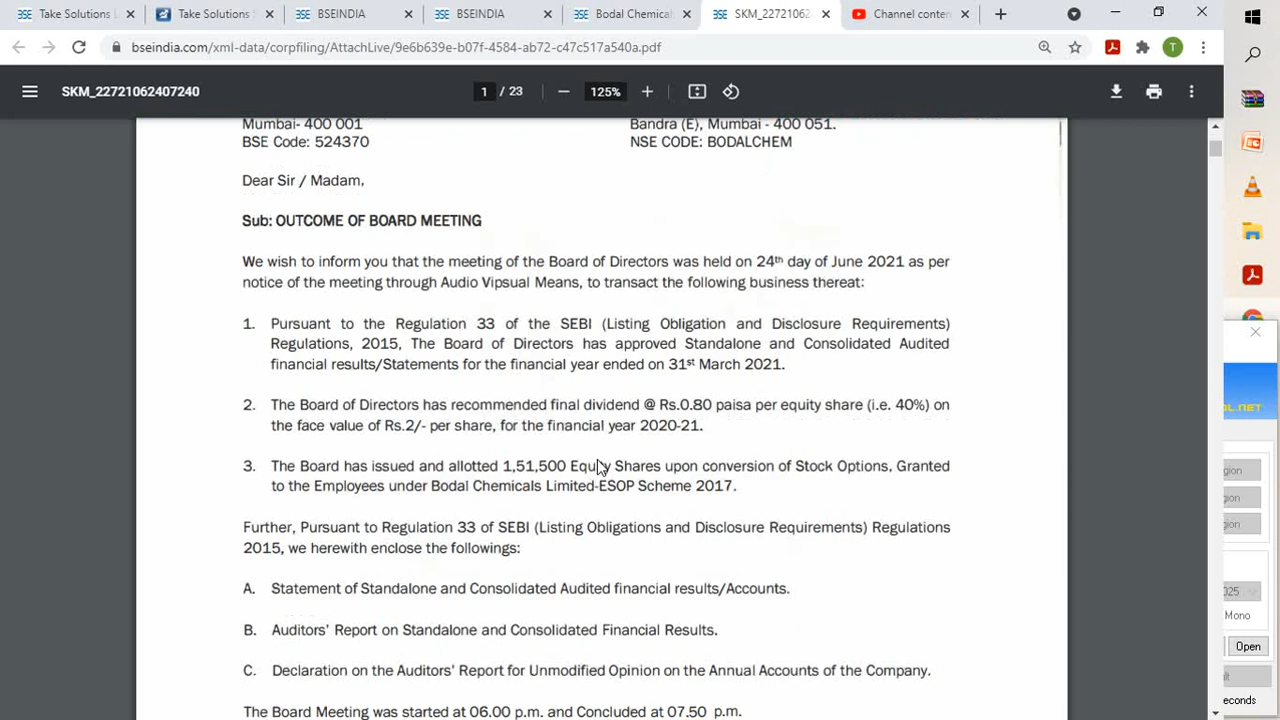 Take Solutions L
Take Solutions S
BSEINDIA
BSEINDIA
Bodal Chemica
SKM_2272106
Channel conten
bseindia.com/xml-data/corpfiling/AttachLive/9e6b639e-b07f-4584-ab72-c47c517a540a.pdf
T
SKM_22721062407240
1 / 23
125%
Mumbai- 400 001
Bandra (E), Mumbai - 400 051.
BSE Code: 524370
NSE CODE: BODALCHEM
Dear Sir / Madam,
Sub: OUTCOME OF BOARD MEETING
We wish to inform you that the meeting of the Board of Directors was held on 24th day of June 2021 as per
notice of the meeting through Audio Vipsual Means, to transact the following business thereat:
1. Pursuant to the Regulation 33 of the SEBI (Listing Obligation and Disclosure Requirements)
Regulations, 2015, The Board of Directors has approved Standalone and Consolidated Audited
financial results/Statements for the financial year ended on 31st March 2021.
2. The Board of Directors has recommended final dividend @ Rs.0.80 paisa per equity share (i.e. 40%) on
the face value of Rs.2/- per share, for the financial year 2020-21.
3. The Board has issued and allotted 1,51,500 Equity Shares upon conversion of Stock Options, Granted
to the Employees under Bodal Chemicals Limited-ESOP Scheme 2017.
Further, Pursuant to Regulation 33 of SEBI (Listing Obligations and Disclosure Requirements) Regulations
2015, we herewith enclose the followings:
A. Statement of Standalone and Consolidated Audited financial results/Accounts.
B. Auditors' Report on Standalone and Consolidated Financial Results.
C. Declaration on the Auditors' Report for Unmodified Opinion on the Annual Accounts of the Company.
The Board Meeting was started at 06.00 p.m. and Concluded at 07.50 p.m.
AL.NET
gion
gion
gion
025
Mono
Open
ult
econds